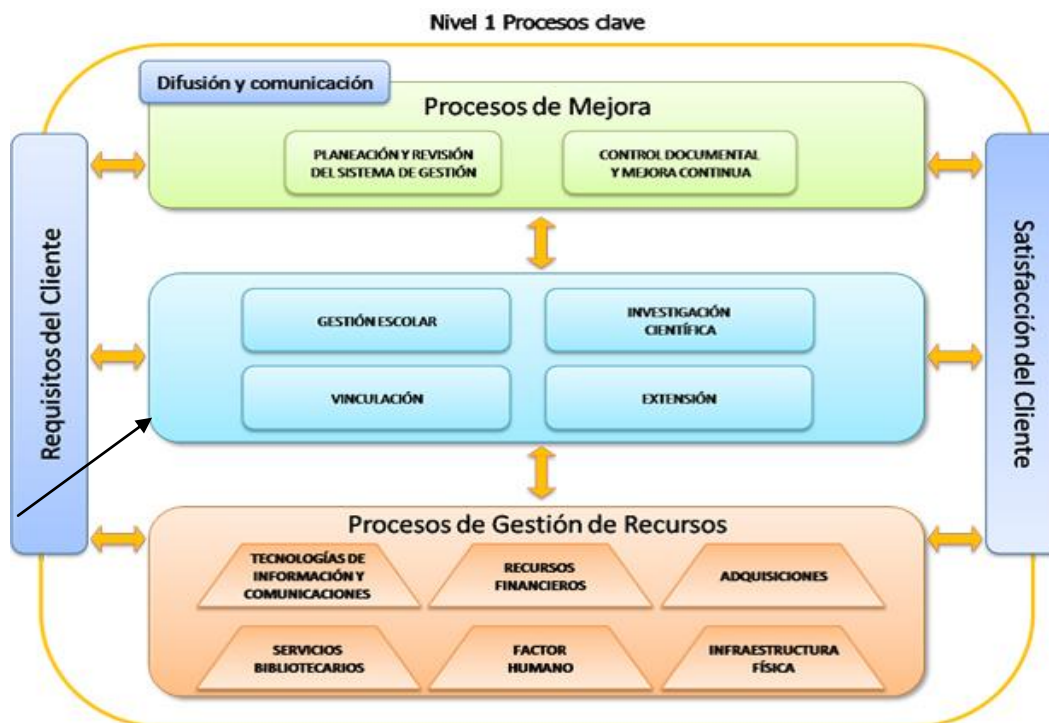 Nivel 1 Procesos clave
Difusión y comunicación
Procesos de Mejora
PLANEACIÓN Y REVISIÓN
DEL SISTEMA DE GESTIÓN
CONTROL DOCUMENTAL
Y MEJORA CONTINUA
Requisitos del Cliente
GESTIÓN ESCOLAR
INVESTIGACIÓN
CIENTÍFICA
VINCULACIÓN
EXTENSIÓN
Satisfacción del Cliente
Procesos de Gestión de Recursos
TECNOLOGÍAS DE
INFORMACIÓN Y
COMUNICACIONES
RECURSOS
FINANCIEROS
ADQUISICIONES
SERVICIOS
BIBLIOTECARIOS
FACTOR
HUMANO
INFRAESTRUCTURA
FÍSICA